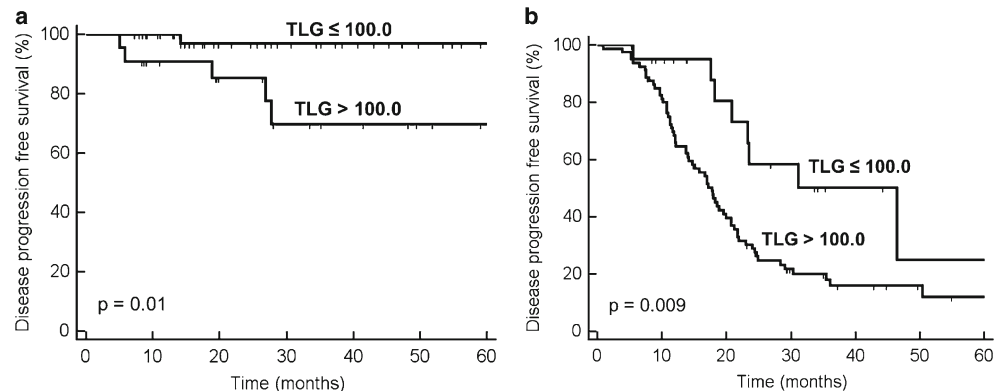 a
Disease progression free survival (%)
100
80
60
40
20
0
TLG ≤ 100.0
TLG > 100.0
p = 0.01
0 10 20 30 40 50 60
Time (months)
b
Disease progression free survival (%)
100
80
60
40
20
0
TLG ≤ 100.0
TLG > 100.0
p = 0.009
0 10 20 30 40 50 60
Time (months)